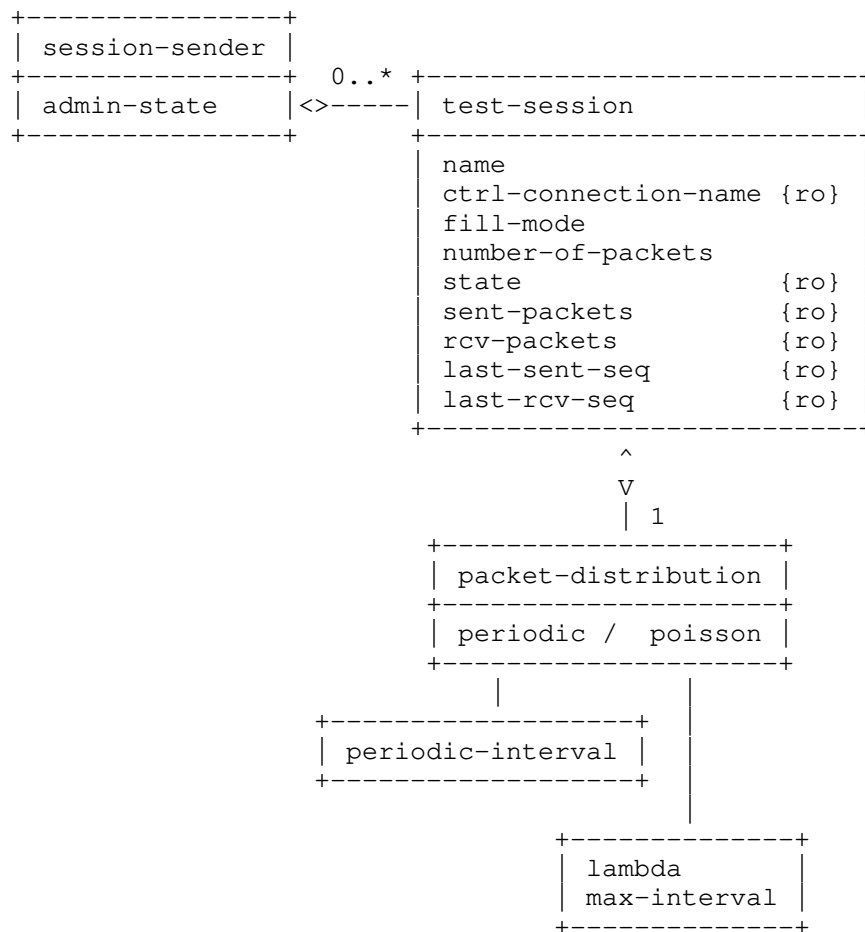 session-sender
0..*
admin-state <> test-session
name
ctrl-connection-name {ro}
fill-mode
number-of-packets
state {ro}
sent-packets {ro}
rcv-packets {ro}
last-sent-seq {ro}
last-rcv-seq {ro}
^
V
1
packet-distribution
periodic / poisson
periodic-interval
lambda
max-interval